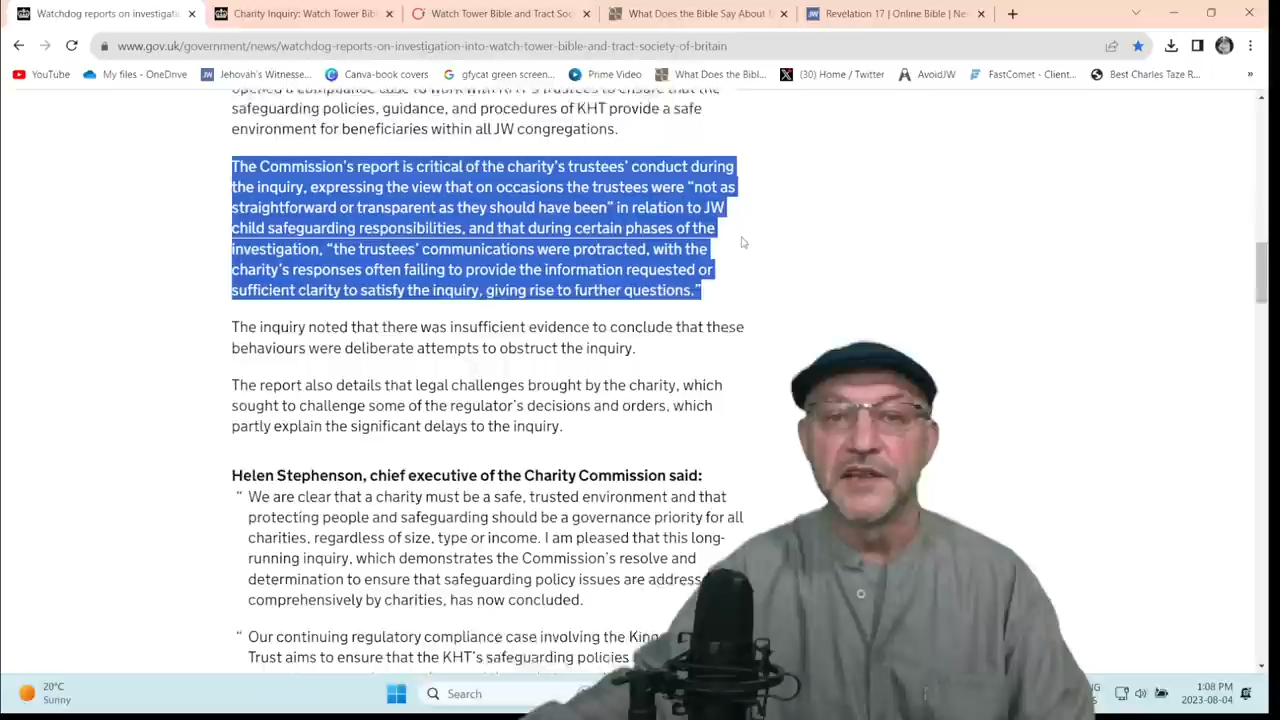 Watchdog reports on investigati
Charity Inquiry: Watch Tower Bib
Watch Tower Bible and Tract Soc
What Does the Bible Say About
Revelation 17 | Online Bible | Ne
www.gov.uk/government/news/watchdog-reports-on-investigation-into-watch-tower-bible-and-tract-society-of-britain
YouTube
My files - OneDrive
Jehovah's Witnesse...
Canva-book covers
gfycat green screen...
Prime Video
What Does the Bibl...
(30) Home / Twitter
AvoidJW
FastComet - Client...
Best Charles Taze R...
opened a compliance case to work with KHT's trustees to ensure that the
safeguarding policies, guidance, and procedures of KHT provide a safe
environment for beneficiaries within all JW congregations.
The Commission's report is critical of the charity's trustees' conduct during
the inquiry, expressing the view that on occasions the trustees were “not as
straightforward or transparent as they should have been” in relation to JW
child safeguarding responsibilities, and that during certain phases of the
investigation, “the trustees' communications were protracted, with the
charity's responses often failing to provide the information requested or
sufficient clarity to satisfy the inquiry, giving rise to further questions.”
The inquiry noted that there was insufficient evidence to conclude that these
behaviours were deliberate attempts to obstruct the inquiry.
The report also details that legal challenges brought by the charity, which
sought to challenge some of the regulator's decisions and orders, which
partly explain the significant delays to the inquiry.
Helen Stephenson, chief executive of the Charity Commission said:
“ We are clear that a charity must be a safe, trusted environment and that
protecting people and safeguarding should be a governance priority for all
charities, regardless of size, type or income. I am pleased that this long-
running inquiry, which demonstrates the Commission's resolve and
determination to ensure that safeguarding policy issues are address
comprehensively by charities, has now concluded.
“ Our continuing regulatory compliance case involving the King
Trust aims to ensure that the KHT's safeguarding policies
20°C
Sunny
Search
1:08 PM
2023-08-04